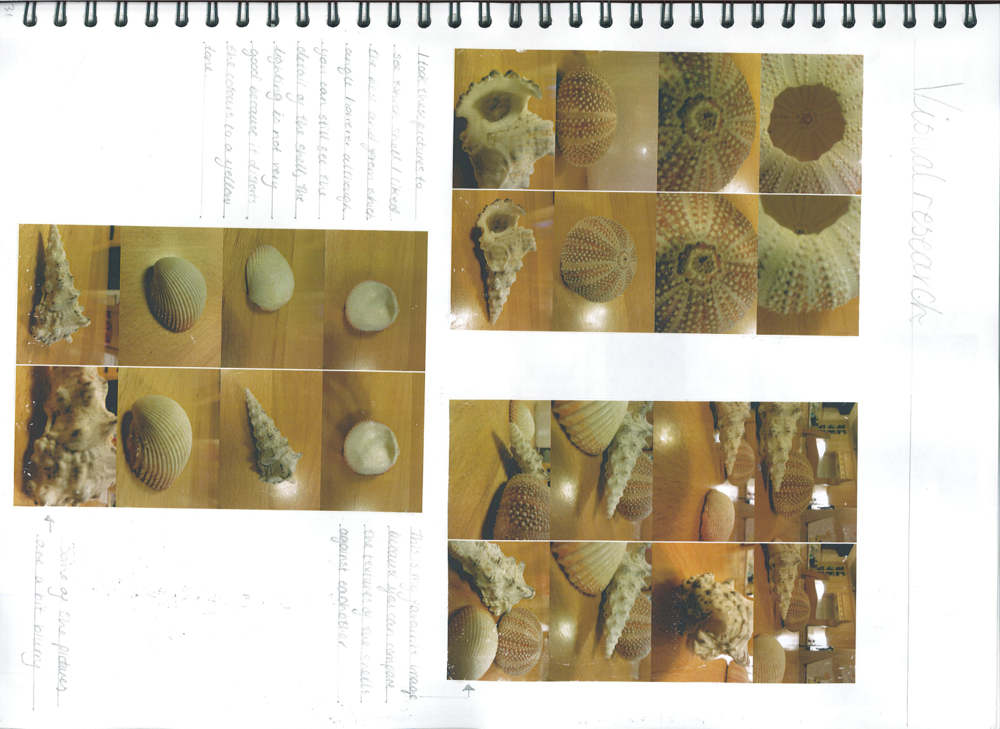 Visual research
I took these pictures to
see which shell I liked
the best and from which
angle however although
you can still see the
detail of the shells the
lighting is not very
good because it distorts
the colours to a yellow
tone.
This is my favourite image
because you can compare
the textures of the shells
against eachother
Some of the pictures
are a bit blurry
31